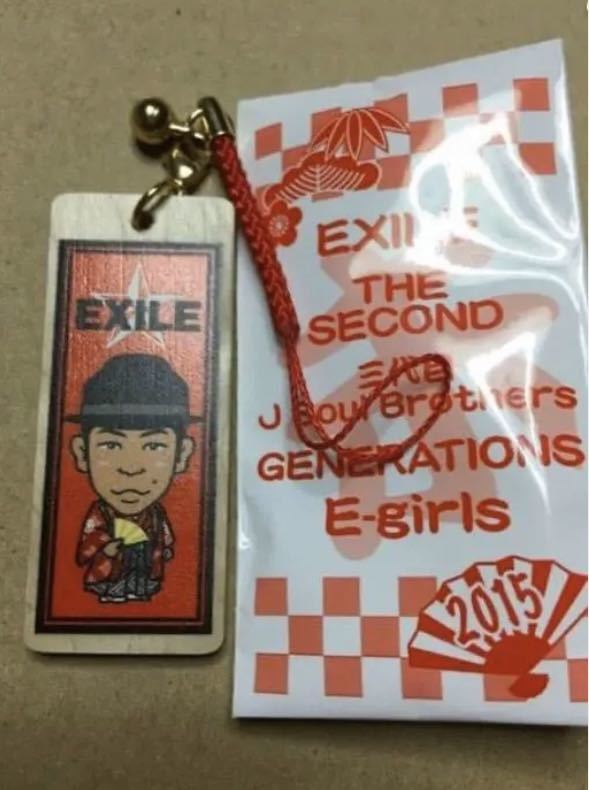 EXILE
EXILE
THE
SECOND
三代目
J Soul Brothers
GENERATIONS
E-girls
2015